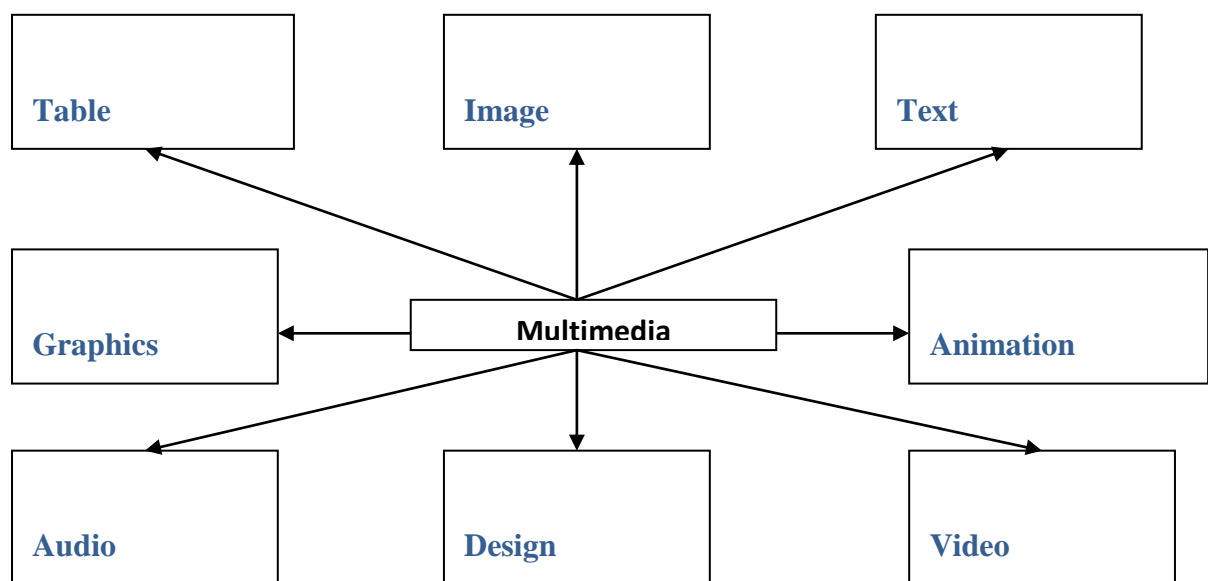 Table
Image
Text
Multimedia
Graphics
Animation
Audio
Design
Video